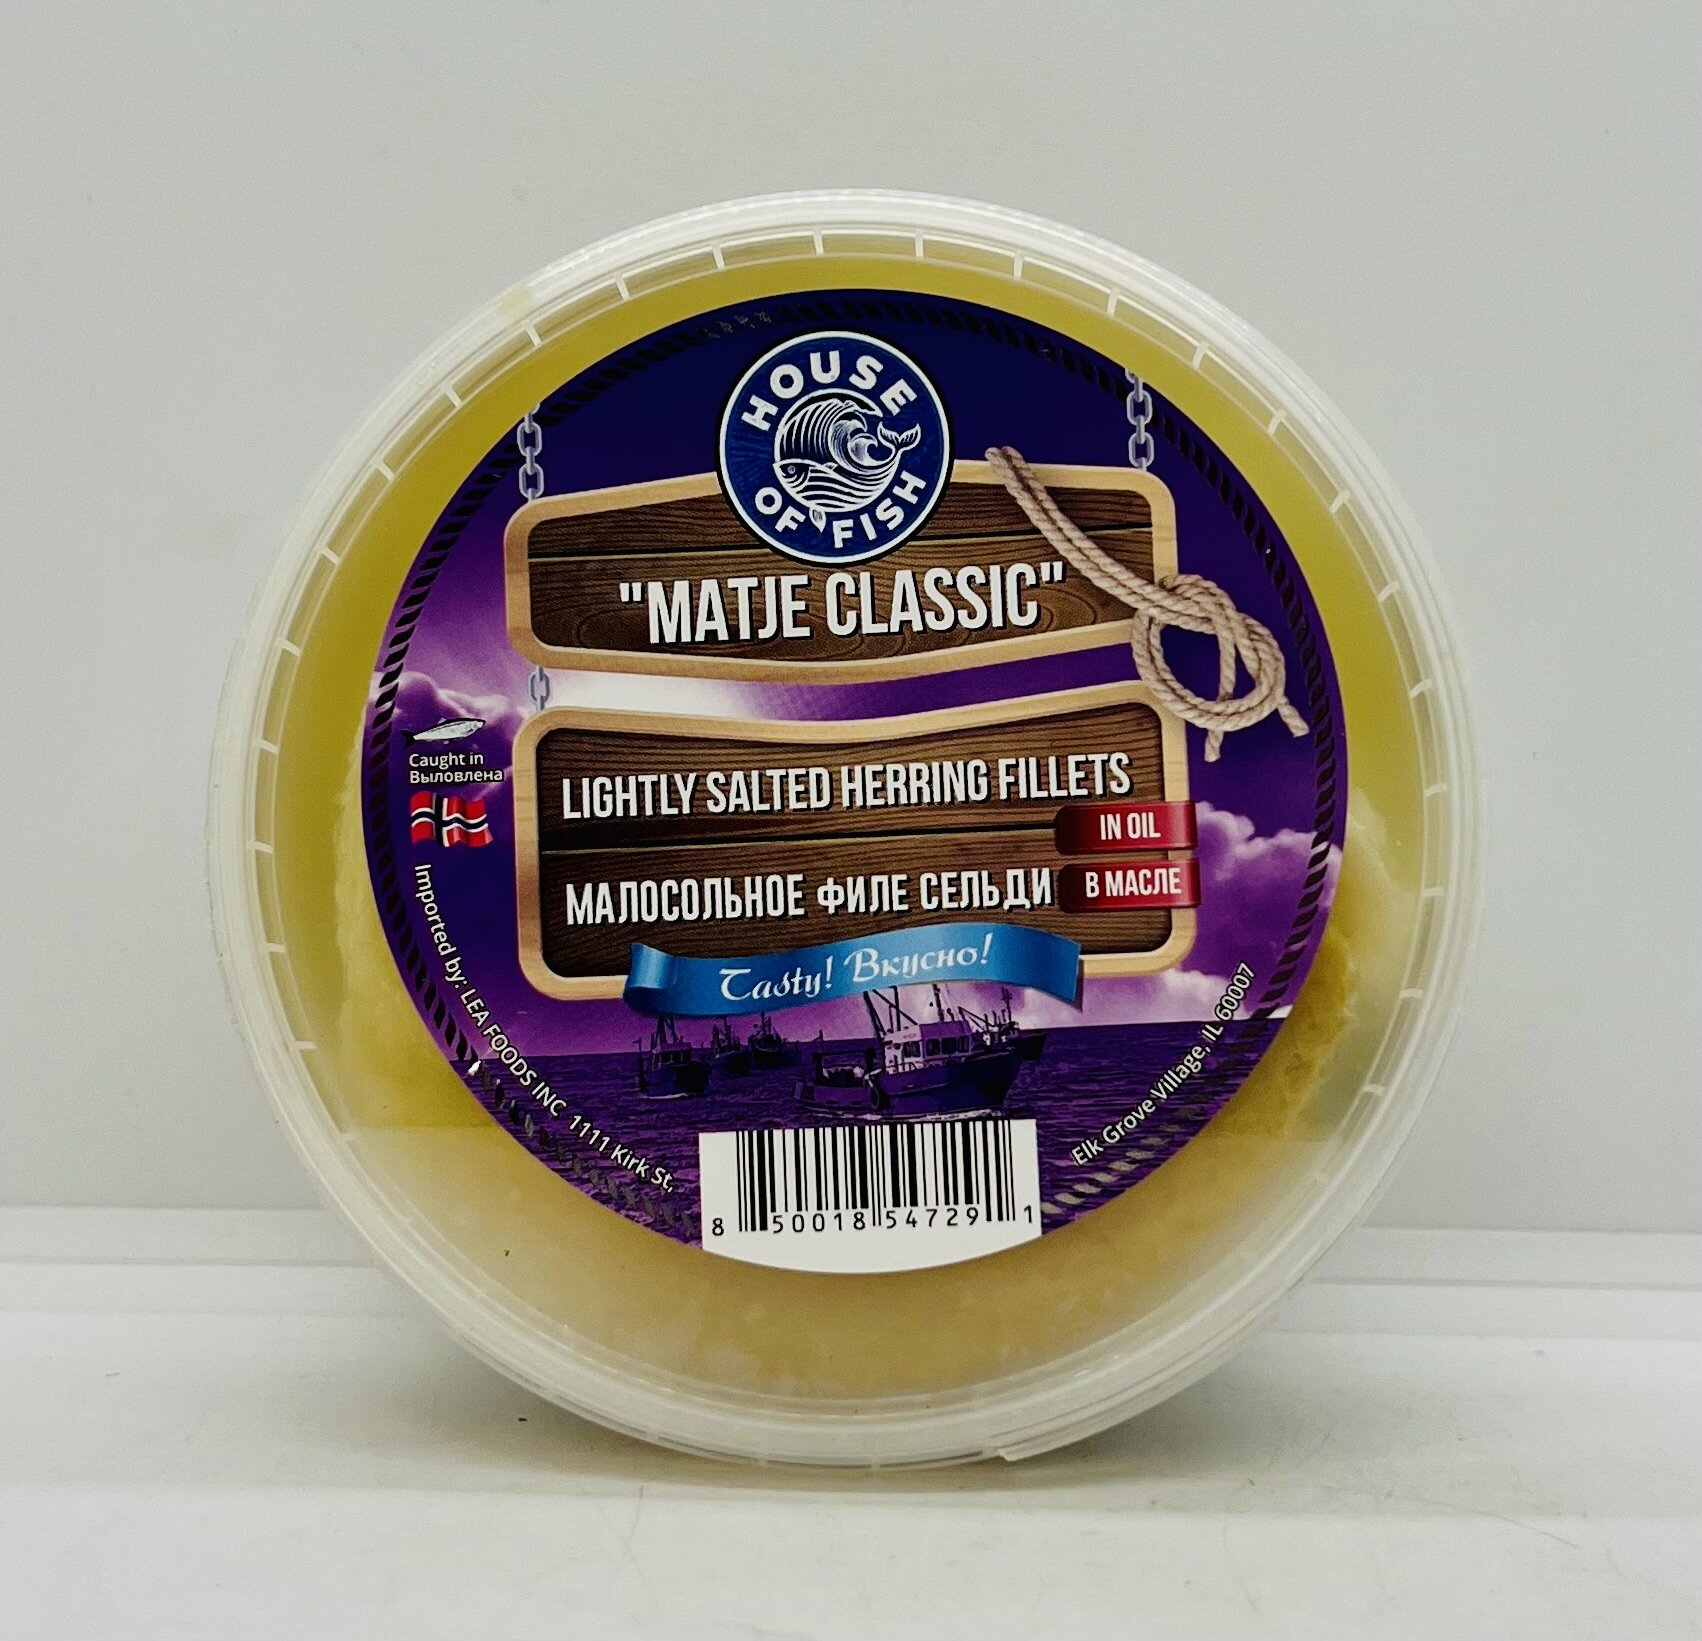 HOUSE
OF FISH
"MATJE CLASSIC"
Caught in
Выловлена
LIGHTLY SALTED HERRING FILLETS
IN OIL
МАЛОСОЛЬНОЕ ФИЛЕ СЕЛЬДИ
В МАСЛЕ
Tasty! Вкусно!
Imported by: LEA FOODS INC 1111 Kirk St,
Elk Grove Village, IL 60007
8 50018 54729 1